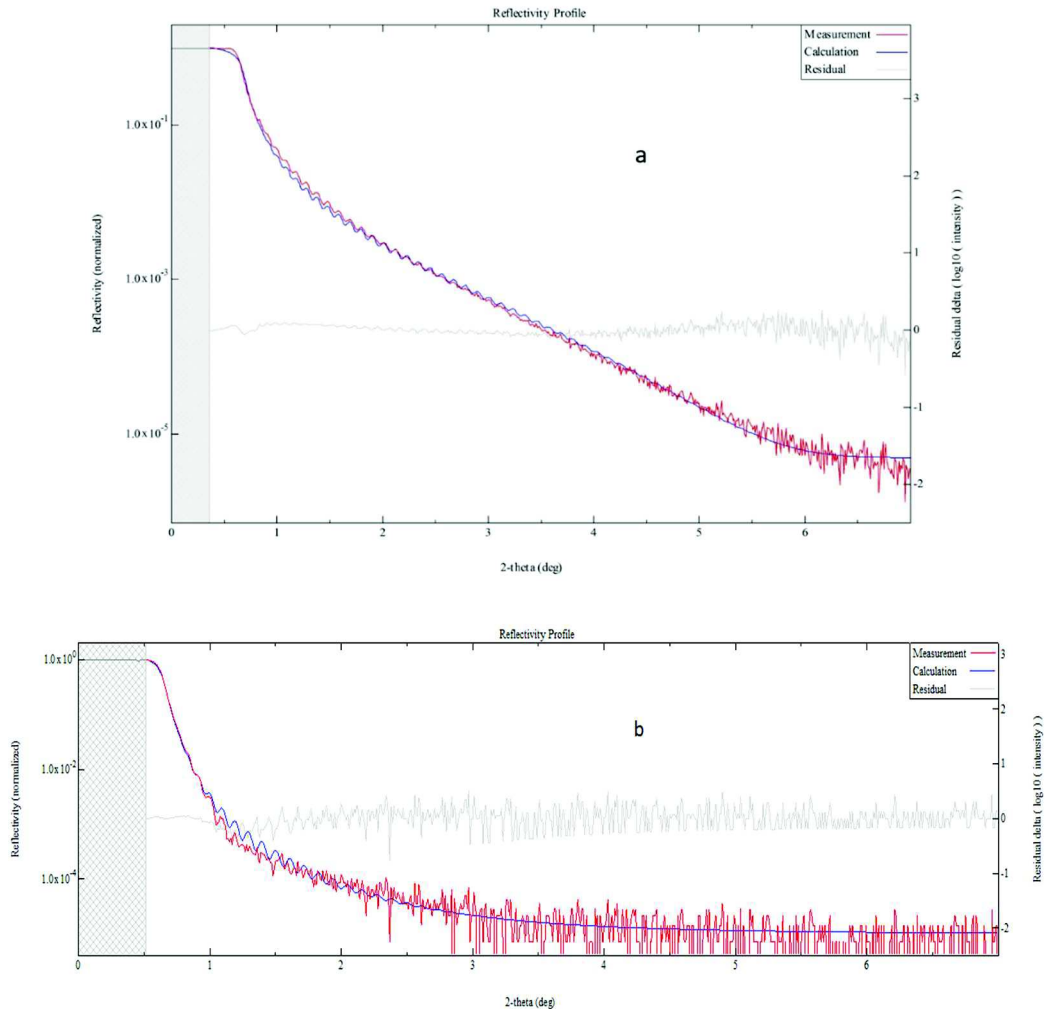 Reflectivity Profile
Measurement
Calculation
Residual
a
Reflectivity (normalized)
1.0x10-1
1.0x10-3
1.0x10-5
Residual delta ( log10 ( intensity ) )
3
2
1
0
-1
-2
0 1 2 3 4 5 6
2-theta (deg)
Reflectivity Profile
Measurement
Calculation
Residual
b
Reflectivity (normalized)
1.0x10^0
1.0x10^-2
1.0x10^-4
Residual delta ( log10 ( intensity ) )
3
2
1
0
-1
-2
0 1 2 3 4 5 6
2-theta (deg)